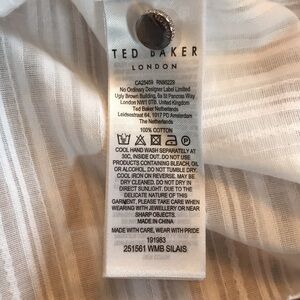 TED BAKER
LONDON
CA25459 RN96229
No Ordinary Designer Label Limited
Ugly Brown Building, 6a St Pancras Way
London NW1 0TB. United Kingdom
Ted Baker Netherlands
Leidsestraat 64, 1017 PD Amsterdam
The Netherlands
100% COTTON
COOL HAND WASH SEPARATELY AT
30C, INSIDE OUT. DO NOT USE
PRODUCTS CONTAINING BLEACH, OIL
OR ALCOHOL. DO NOT TUMBLE DRY.
COOL IRON ON REVERSE. MAY BE
DRY CLEANED. DO NOT DRY IN
DIRECT SUNLIGHT. DUE TO THE
DELICATE NATURE OF THIS
GARMENT, PLEASE TAKE CARE WHEN
WEARING WITH JEWELLERY OR NEAR
SHARP OBJECTS.
MADE IN CHINA
MADE WITH CARE, WEAR WITH PRIDE
191983
251561 WMB SILAIS